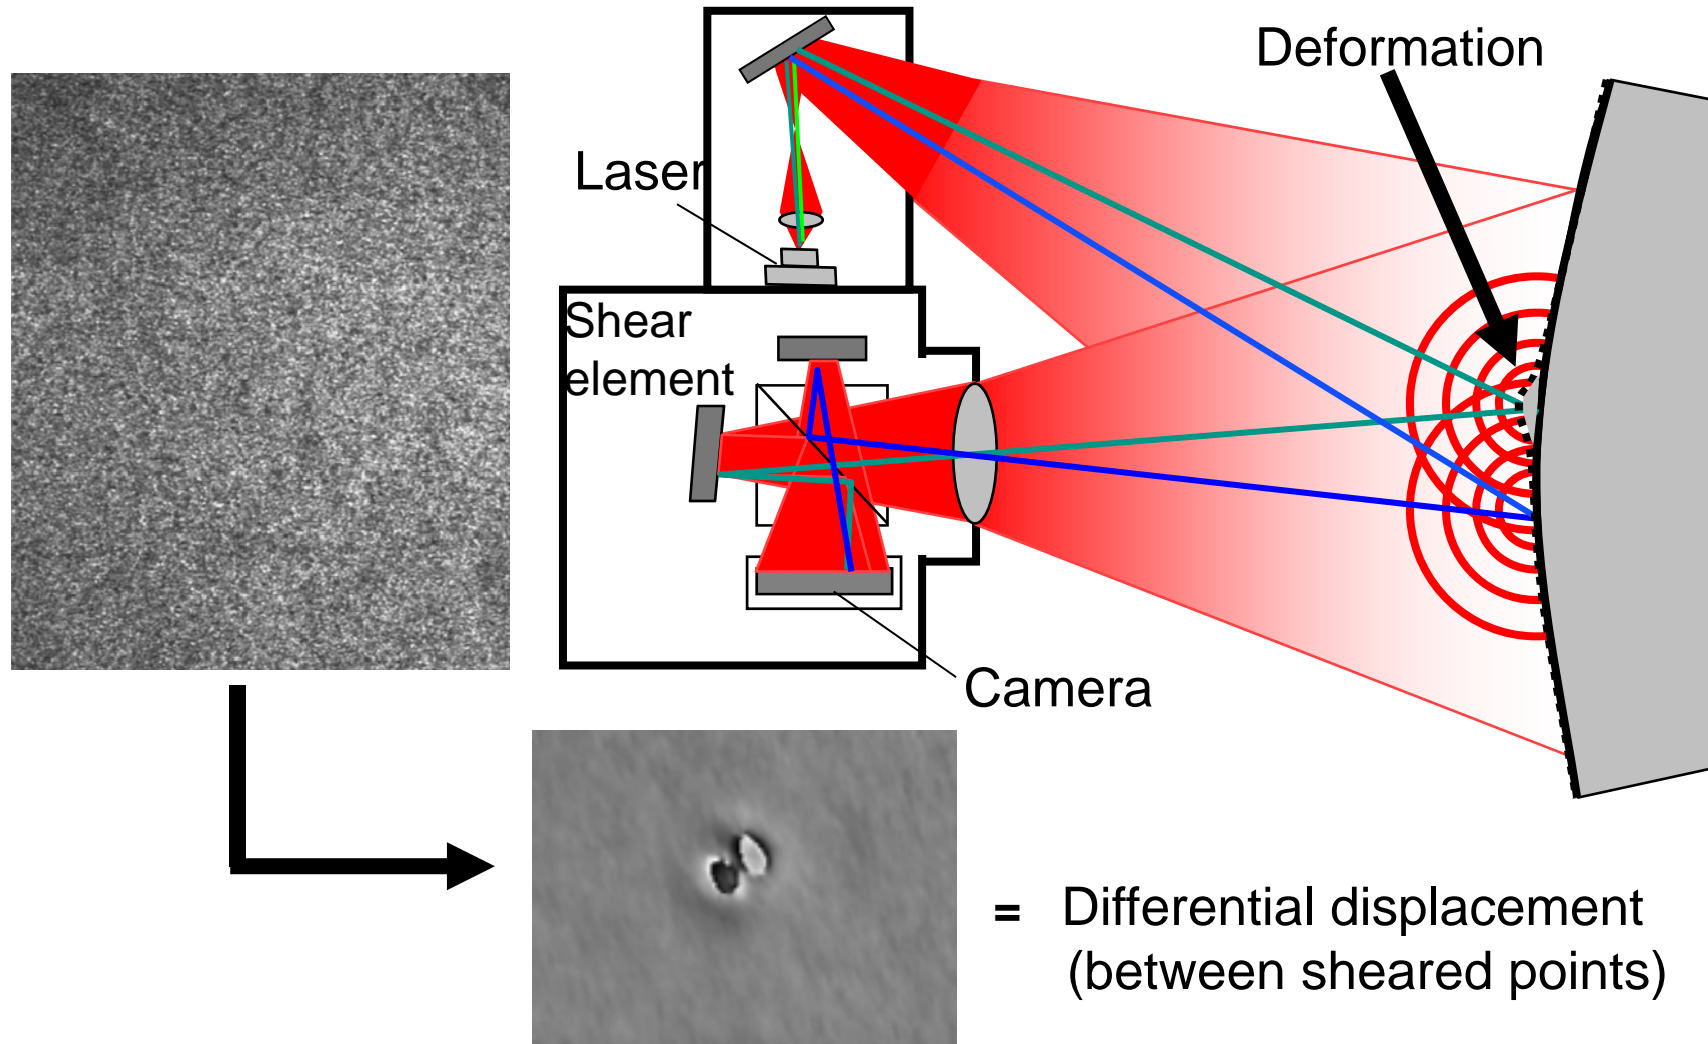 Deformation
Laser
Shear
element
Camera
= Differential displacement
(between sheared points)